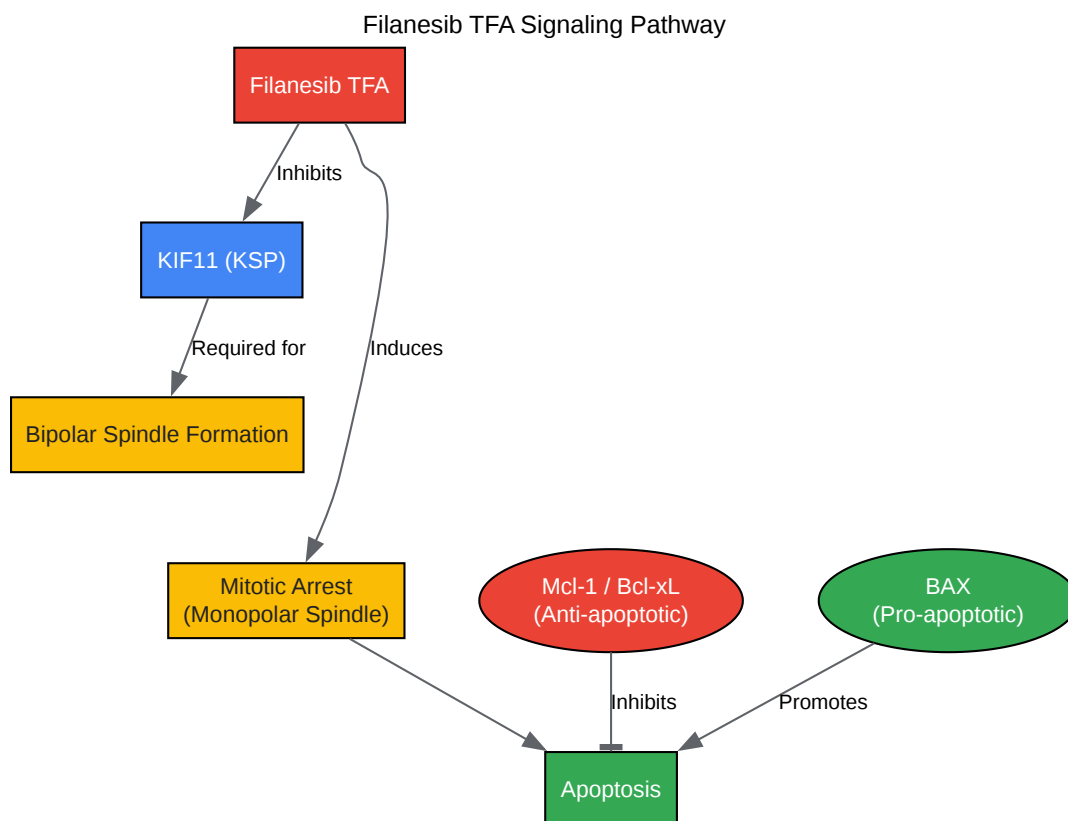 Filanesib TFA Signaling Pathway
Filanesib TFA
Inhibits
KIF11 (KSP)
Required for
Induces
Bipolar Spindle Formation
Mitotic Arrest
(Monopolar Spindle)
Mcl-1 / Bcl-xL
(Anti-apoptotic)
BAX
(Pro-apoptotic)
Inhibits
Promotes
Apoptosis